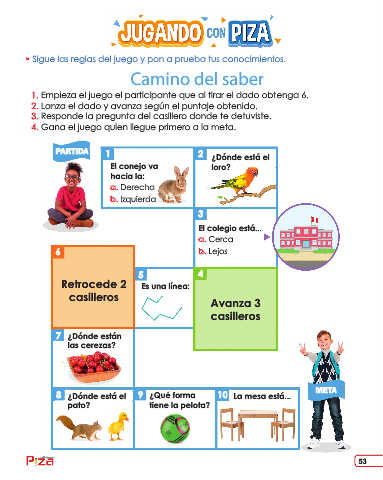 JUGANDO CON PIZA
Sigue las reglas del juego y pon a prueba tus conocimientos.
Camino del saber
1. Empieza el juego el participante que al tirar el dado obtenga 6.
2. Lanza el dado y avanza según el puntaje obtenido.
3. Responde la pregunta del casillero donde te detuviste.
4. Gana el juego quien llegue primero a la meta.
PARTIDA
1
El conejo va
hacia la:
a. Derecha
b. Izquierda
2 ¿Dónde está el
loro?
3
El colegio está...
a. Cerca
b. Lejos
4
Avanza 3
casilleros
5
Es una línea:
6
Retrocede 2
casilleros
7 ¿Dónde están
las cerezas?
8 ¿Dónde está el
pato?
9 ¿Qué forma
tiene la pelota?
10 La mesa está...
META
Piza
53